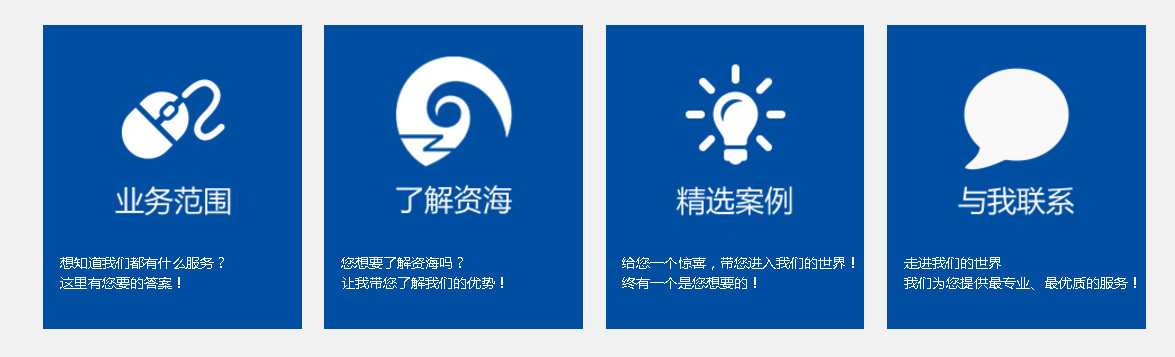 业务范围
想知道我们都有什么服务？
这里有您要的答案！
了解资海
您想要了解资海吗？
让我带您了解我们的优势！
精选案例
给您一个惊喜，带您进入我们的世界！
终有一个是您想要的！
与我联系
走进我们的世界
我们为您提供最专业、最优质的服务！